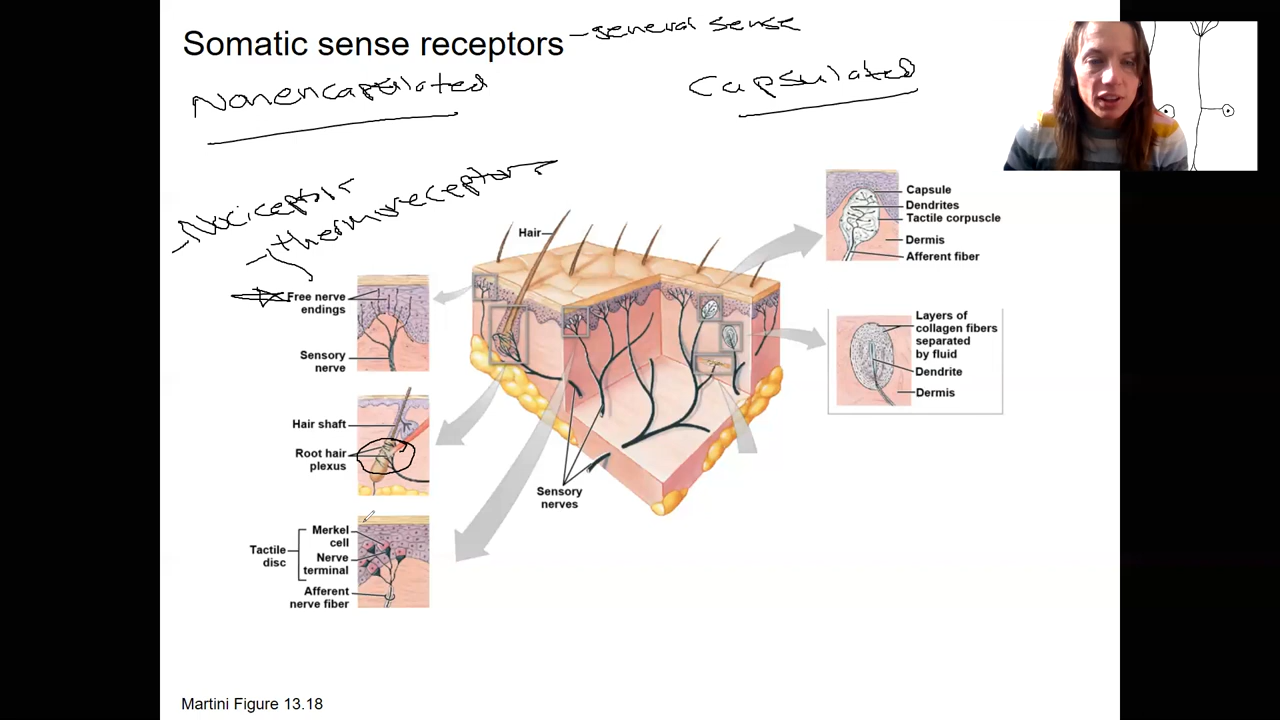 Somatic sense receptors
-general sense
Nonencapsulated
Capsulated
-Nociceptor
-thermoreceptor
Free nerve
endings
Sensory
nerve
Hair shaft
Root hair
plexus
Tactile
disc
Merkel
cell
Nerve
terminal
Afferent
nerve fiber
Hair
Sensory
nerves
Capsule
Dendrites
Tactile corpuscle
Dermis
Afferent fiber
Layers of
collagen fibers
separated
by fluid
Dendrite
Dermis
Martini Figure 13.18